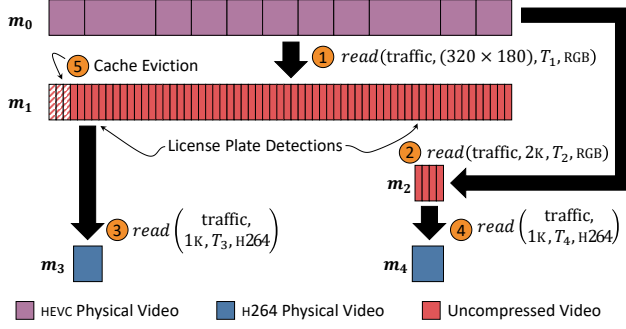 m₀
① read(traffic, (320 × 180), T₁, RGB)
⑤ Cache Eviction
m₁
License Plate Detections
② read(traffic, 2K, T₂, RGB)
m₂
③ read (traffic,
1K, T₃, H264)
④ read (traffic,
1K, T₄, H264)
m₃
m₄
HEVC Physical Video
H264 Physical Video
Uncompressed Video